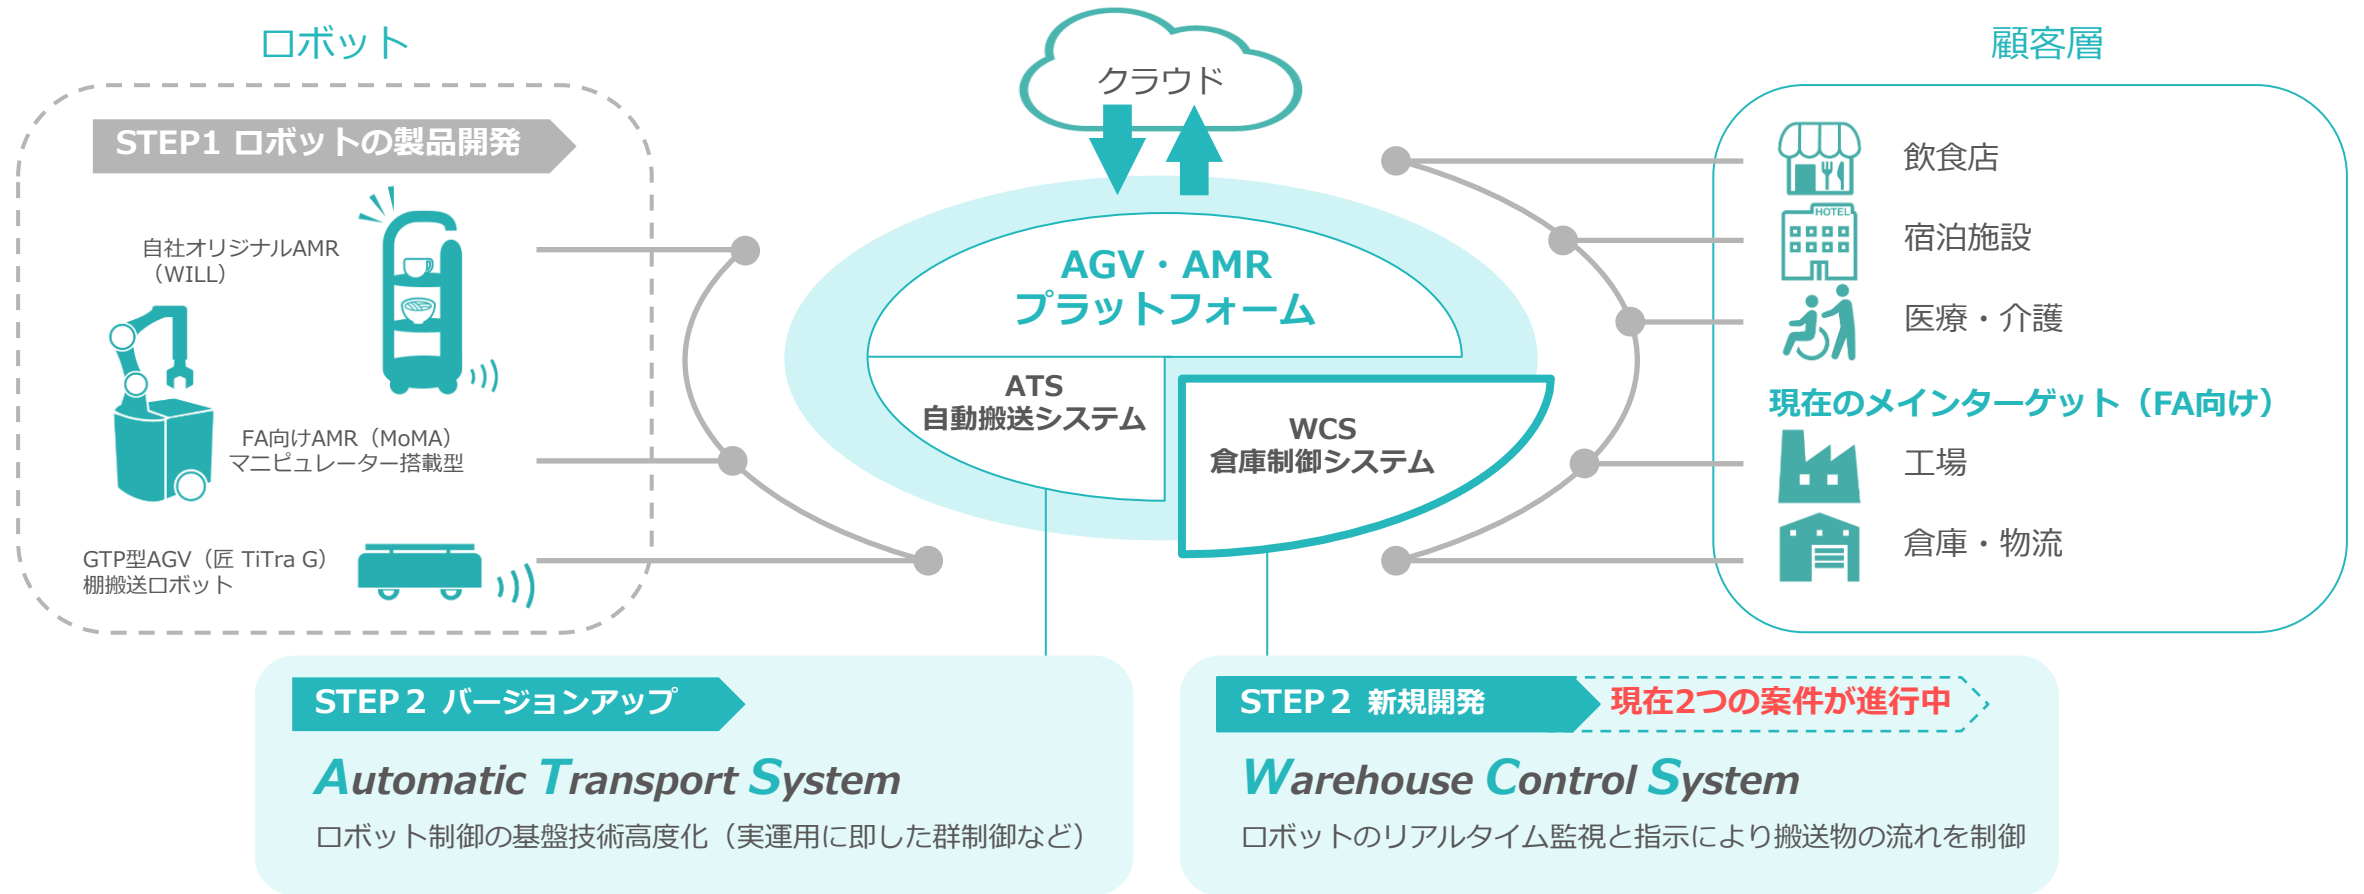 ロボット
STEP1 ロボットの製品開発
自社オリジナルAMR
（WILL）
FA向けAMR（MoMA）
マニピュレーター搭載型
GTP型AGV（匠 TiTra G）
棚搬送ロボット
クラウド
AGV・AMR
プラットフォーム
ATS
自動搬送システム
WCS
倉庫制御システム
顧客層
飲食店
HOTEL
宿泊施設
医療・介護
現在のメインターゲット（FA向け）
工場
倉庫・物流
STEP２ バージョンアップ
Automatic Transport System
ロボット制御の基盤技術高度化（実運用に即した群制御など）
STEP２ 新規開発
現在2つの案件が進行中
Warehouse Control System
ロボットのリアルタイム監視と指示により搬送物の流れを制御